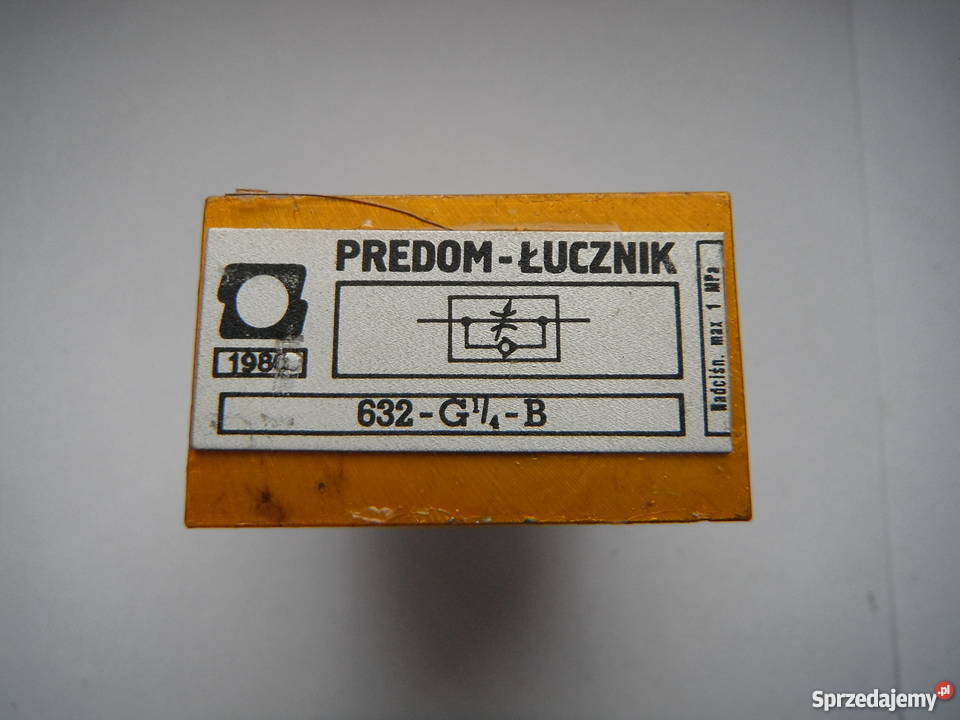 PREDOM-ŁUCZNIK
632-G1/4-B
Nadciśn. max 1 MPa
Sprzedajemy.pl